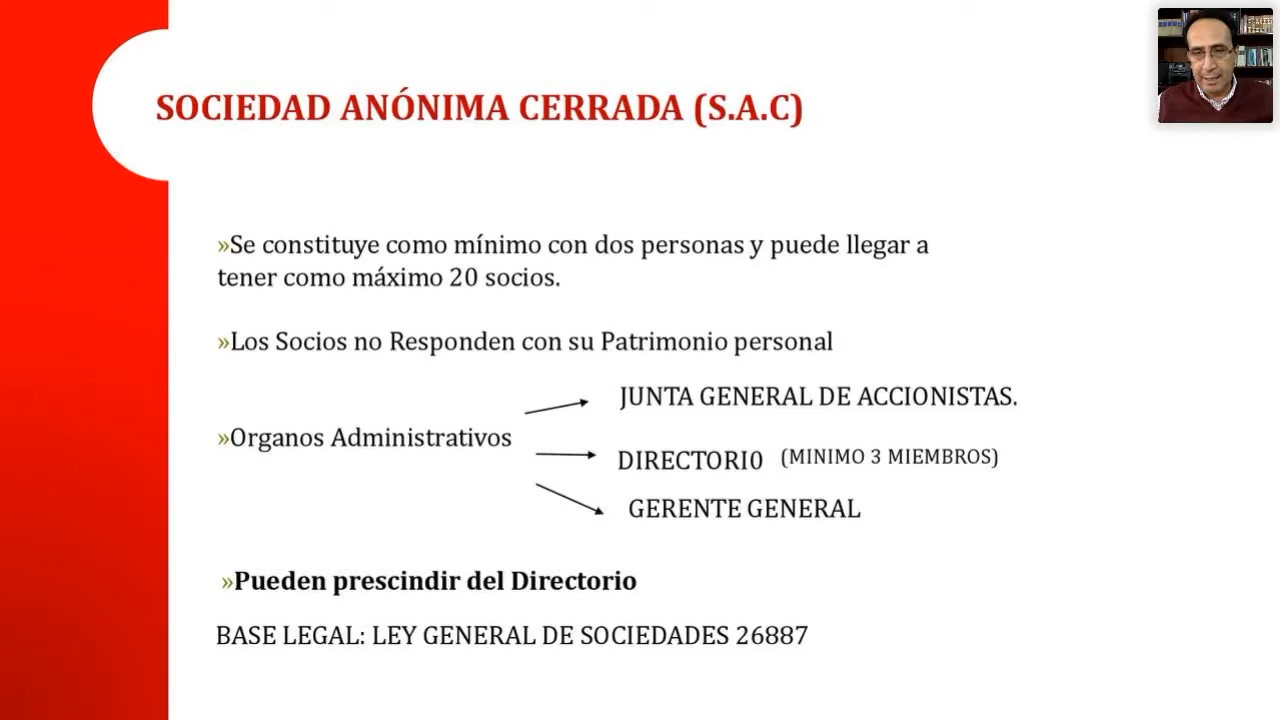 SOCIEDAD ANÓNIMA CERRADA (S.A.C)
»Se constituye como mínimo con dos personas y puede llegar a
tener como máximo 20 socios.
»Los Socios no Responden con su Patrimonio personal
JUNTA GENERAL DE ACCIONISTAS.
»Organos Administrativos
DIRECTORI0 (MINIMO 3 MIEMBROS)
GERENTE GENERAL
»Pueden prescindir del Directorio
BASE LEGAL: LEY GENERAL DE SOCIEDADES 26887